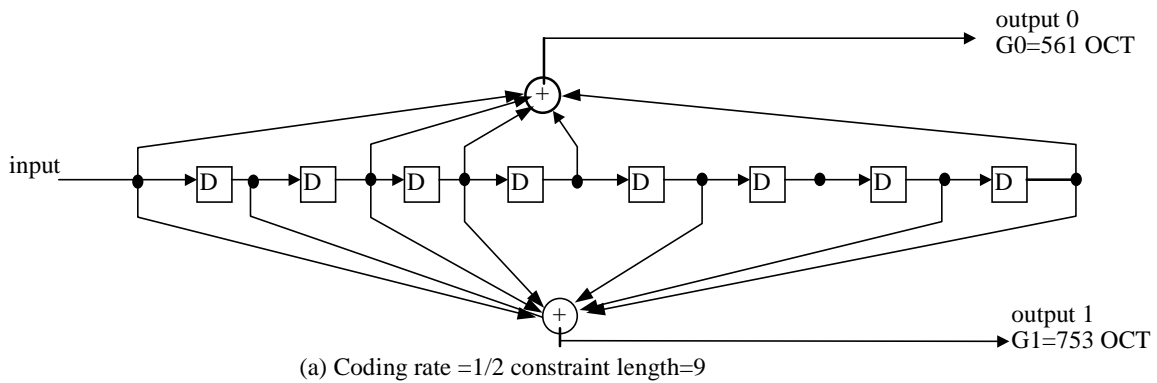 output 0
G0=561 OCT
+
input
D D D D D D D D
+
output 1
G1=753 OCT
(a) Coding rate =1/2 constraint length=9